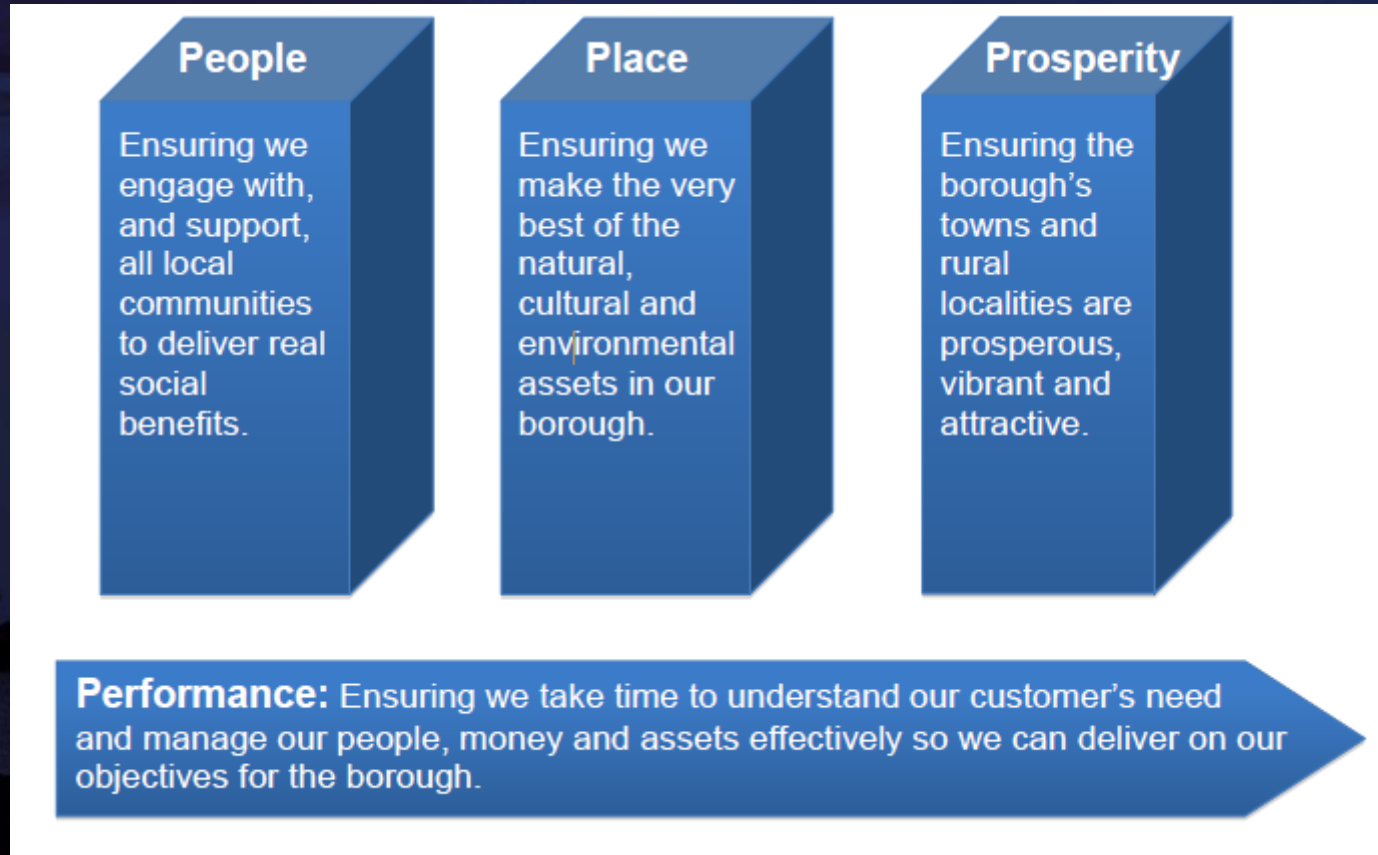 People
Ensuring we
engage with,
and support,
all local
communities
to deliver real
social
benefits.
Place
Ensuring we
make the very
best of the
natural,
cultural and
environmental
assets in our
borough.
Prosperity
Ensuring the
borough’s
towns and
rural
localities are
prosperous,
vibrant and
attractive.
Performance: Ensuring we take time to understand our customer’s need
and manage our people, money and assets effectively so we can deliver on our
objectives for the borough.